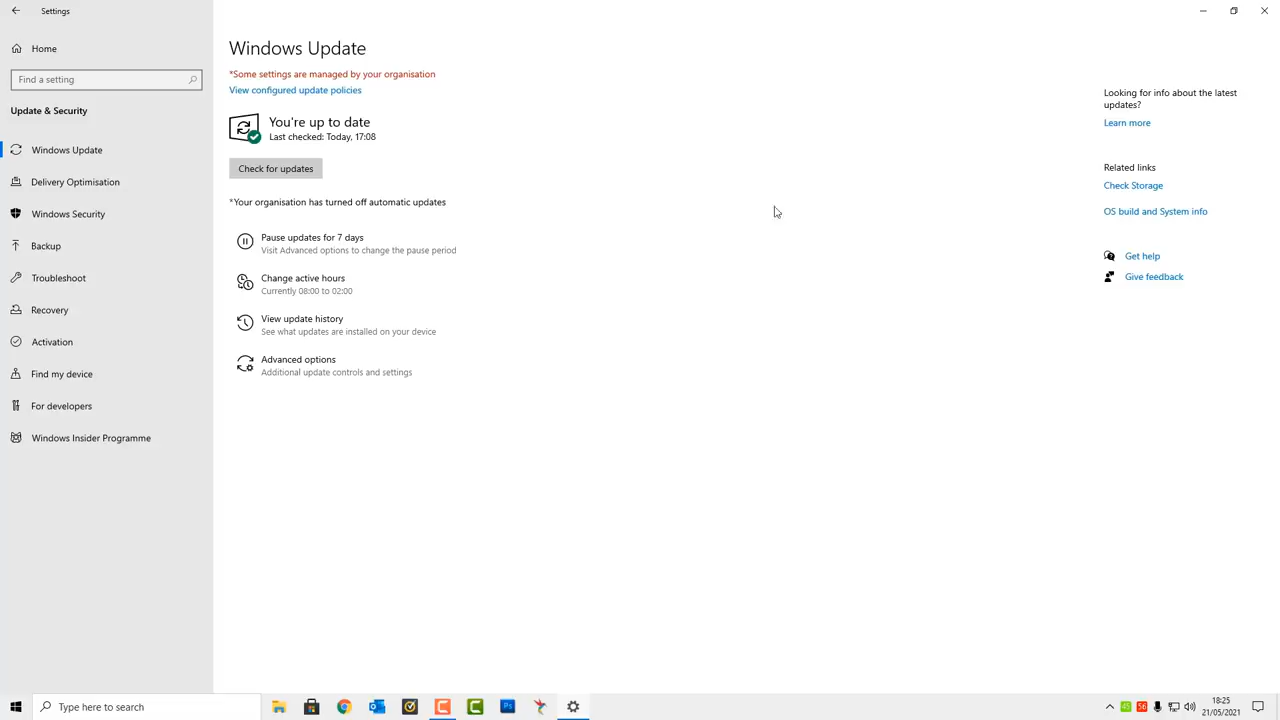 Settings
Home
Find a setting
Update & Security
Windows Update
Delivery Optimisation
Windows Security
Backup
Troubleshoot
Recovery
Activation
Find my device
For developers
Windows Insider Programme
Windows Update
*Some settings are managed by your organisation
View configured update policies
You're up to date
Last checked: Today, 17:08
Check for updates
*Your organisation has turned off automatic updates
Pause updates for 7 days
Visit Advanced options to change the pause period
Change active hours
Currently 08:00 to 02:00
View update history
See what updates are installed on your device
Advanced options
Additional update controls and settings
Looking for info about the latest
updates?
Learn more
Related links
Check Storage
OS build and System info
Get help
Give feedback
Type here to search
45 56
18:25
21/05/2021